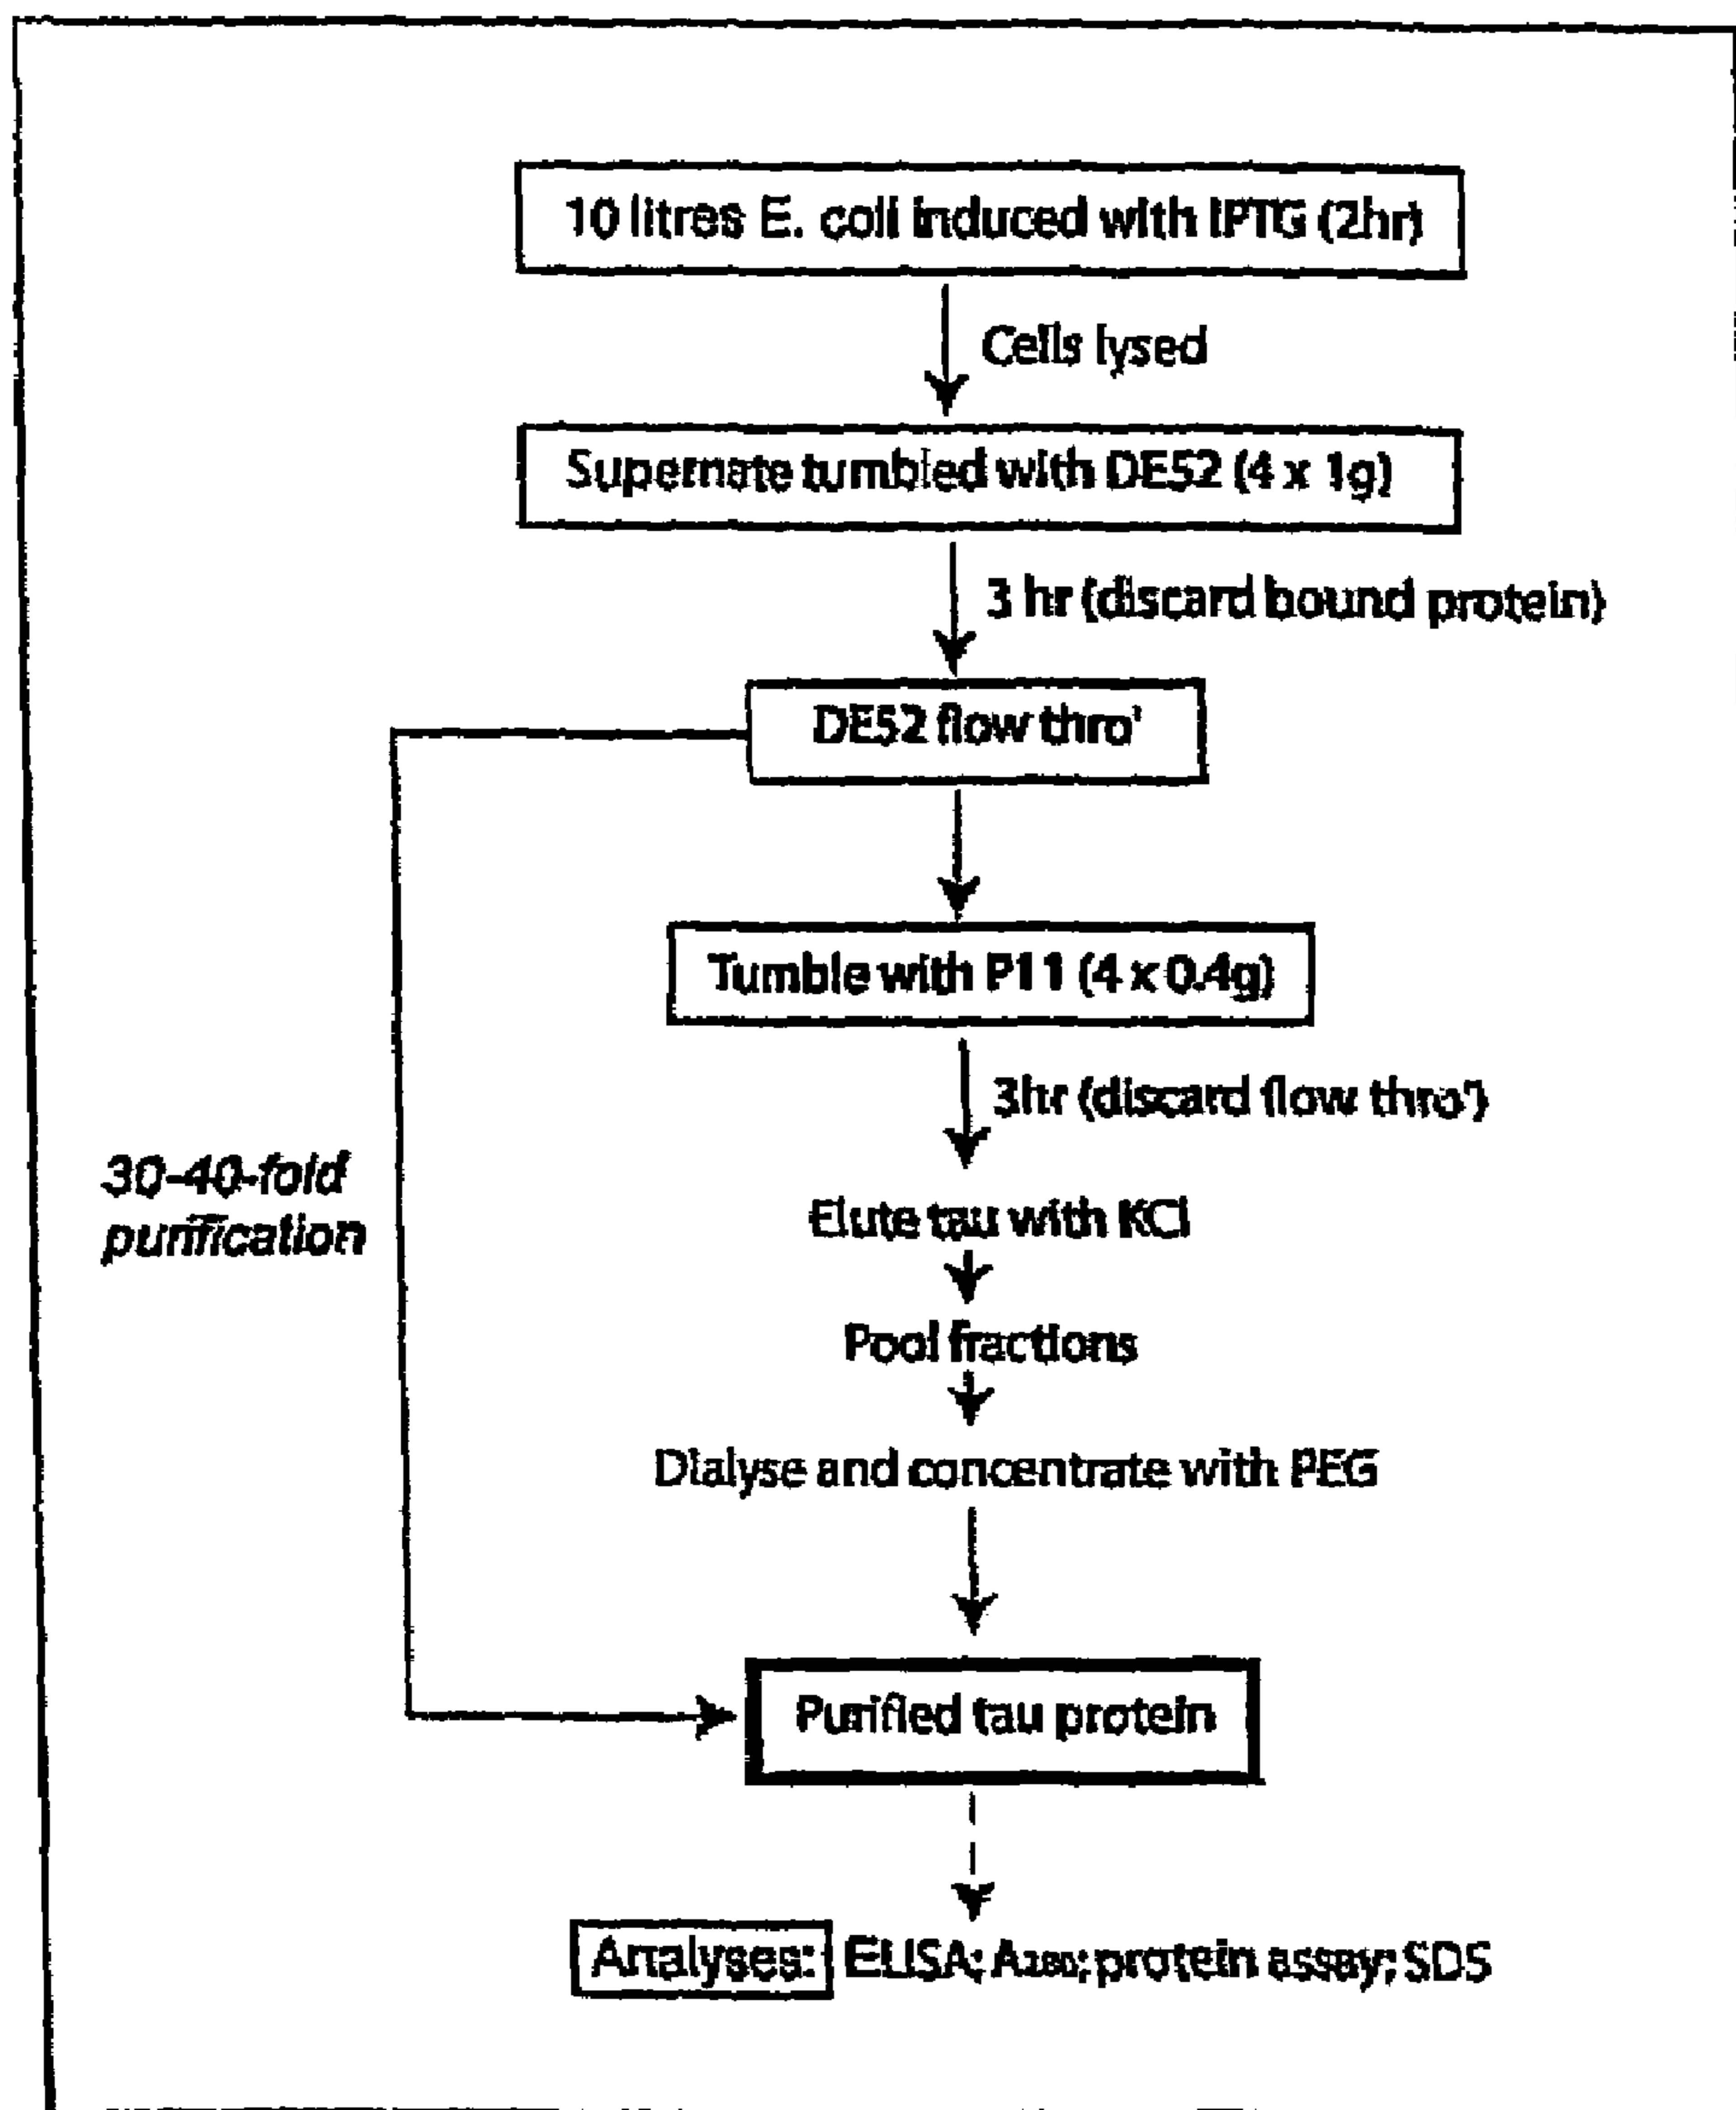 10 litres E. coli induced with IPTG (2hr)
Cells lysed
Supernate tumbled with DE52 (4 x 1g)
3 hr (discard bound protein)
DE52 flow thro'
Tumble with P11 (4 x 0.4g)
3hr (discard flow thro')
30-40-fold
purification
Elute tau with KCl
Pool fractions
Dialyse and concentrate with PEG
Purified tau protein
Analyses: ELISA; A280; protein assay; SDS